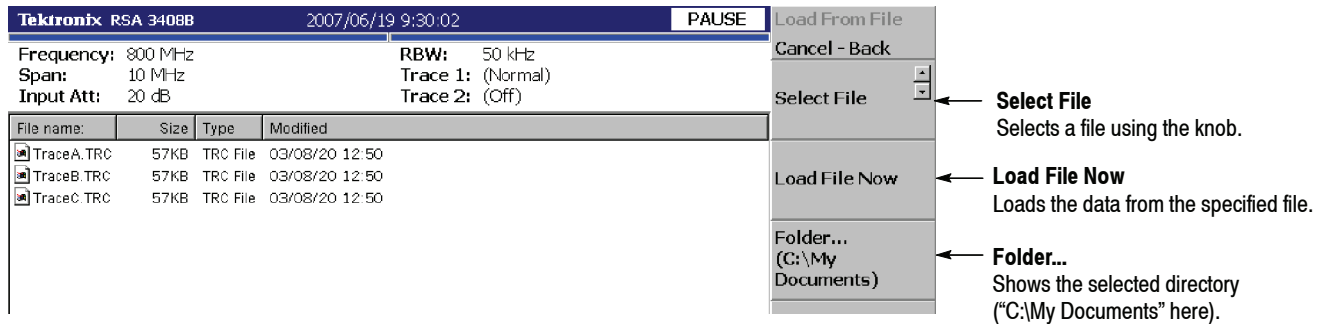 Tektronix RSA 3408B 2007/06/19 9:30:02 PAUSE
Frequency: 800 MHz RBW: 50 kHz
Span: 10 MHz Trace 1: (Normal)
Input Att: 20 dB Trace 2: (Off)
File name: Size Type Modified
TraceA.TRC 57KB TRC File 03/08/20 12:50
TraceB.TRC 57KB TRC File 03/08/20 12:50
TraceC.TRC 57KB TRC File 03/08/20 12:50
Load From File
Cancel - Back
Select File
Load File Now
Folder...
(C:\My
Documents)
Select File
Selects a file using the knob.
Load File Now
Loads the data from the specified file.
Folder...
Shows the selected directory
(“C:\My Documents” here).